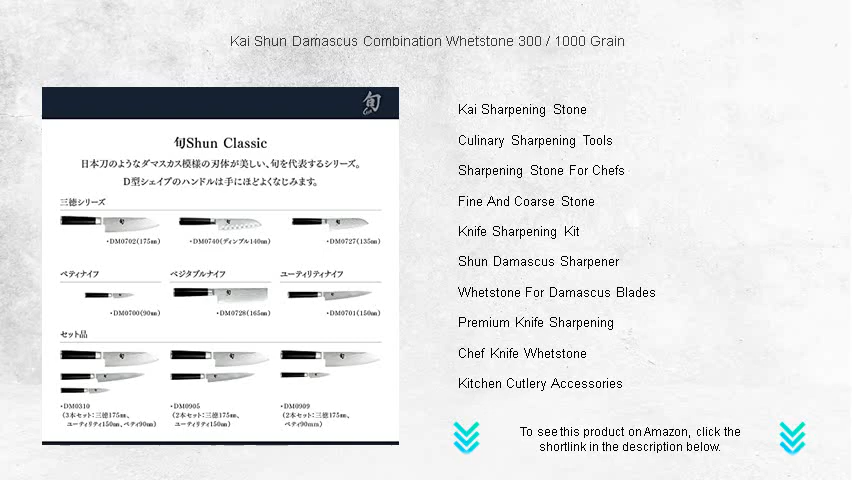 Kai Shun Damascus Combination Whetstone 300 / 1000 Grain
旬
旬Shun Classic
日本刀のようなダマスカス模様の刃体が美しい、旬を代表するシリーズ。
D型シェイプのハンドルは手にほどよくなじみます。
三徳シリーズ
・DM0702(175㎜)
・DM0740(ディンプル140㎜)
・DM0727(135㎜)
ペティナイフ
ベジタブルナイフ
ユーティリティナイフ
・DM0700(90㎜)
・DM0728(165㎜)
・DM0701(150㎜)
セット品
・DM0310
(3本セット:三徳175㎜、
ユーティリティ150㎜、ペティ90㎜)
・DM0905
(2本セット:三徳175㎜、
ユーティリティ150㎜)
・DM0909
(2本セット:三徳175㎜、
ペティ90mm)
Kai Sharpening Stone
Culinary Sharpening Tools
Sharpening Stone For Chefs
Fine And Coarse Stone
Knife Sharpening Kit
Shun Damascus Sharpener
Whetstone For Damascus Blades
Premium Knife Sharpening
Chef Knife Whetstone
Kitchen Cutlery Accessories
To see this product on Amazon, click the
shortlink in the description below.